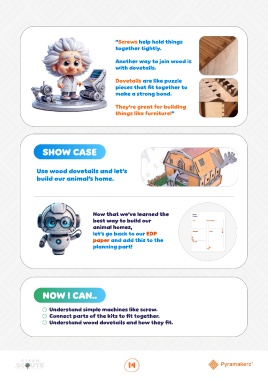 "Screws help hold things
together tightly.
Another way to join wood is
with dovetails.
Dovetails are like puzzle
pieces that fit together to
make a strong bond.
They're great for building
things like furniture!"
SHOW CASE
Use wood dovetails and let's
build our animal's home.
Now that we've learned the
best way to build our
animal homes,
let's go back to our EDP
paper and add this to the
planning part!
NOW I CAN..
Understand simple machines like screw.
Connect parts of the kits to fit together.
Understand wood dovetails and how they fit.
14
Pyramakerz